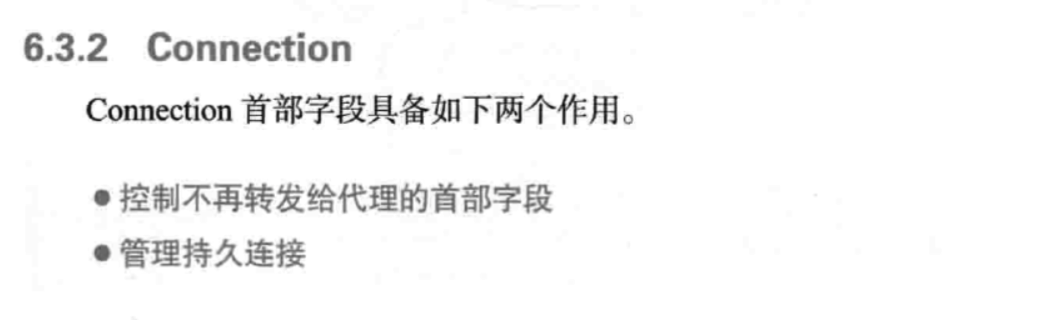 6.3.2 Connection
Connection 首部字段具备如下两个作用。
●控制不再转发给代理的首部字段
●管理持久连接